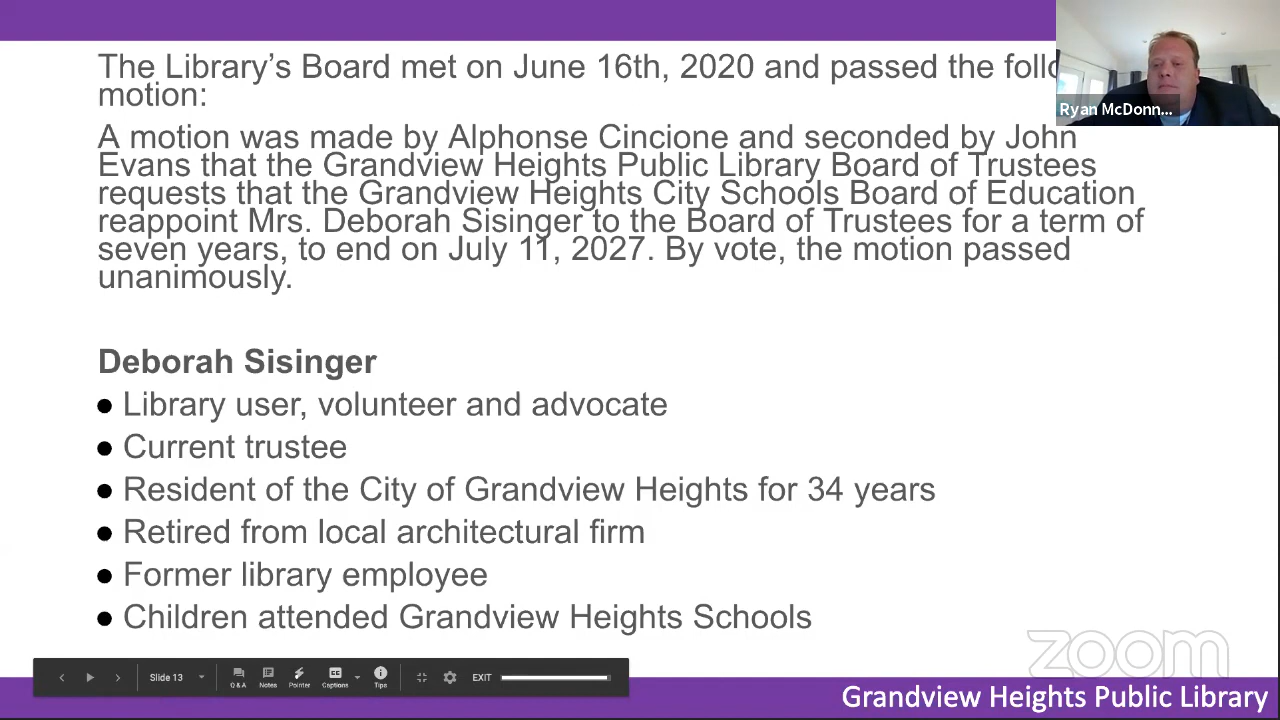 The Library's Board met on June 16th, 2020 and passed the
motion:
A motion was made by Alphonse Cincione and seconded by John
Evans that the Grandview Heights Public Library Board of Trustees
requests that the Grandview Heights City Schools Board of Education
reappoint Mrs. Deborah Sisinger to the Board of Trustees for a term of
seven years, to end on July 11, 2027. By vote, the motion passed
unanimously.
Ryan McDonn...
Deborah Sisinger
● Library user, volunteer and advocate
● Current trustee
● Resident of the City of Grandview Heights for 34 years
● Retired from local architectural firm
● Former library employee
● Children attended Grandview Heights Schools
zoom
Slide 13
Q & A
Notes
Pointer
Captions
Tips
EXIT
Grandview Heights Public Library